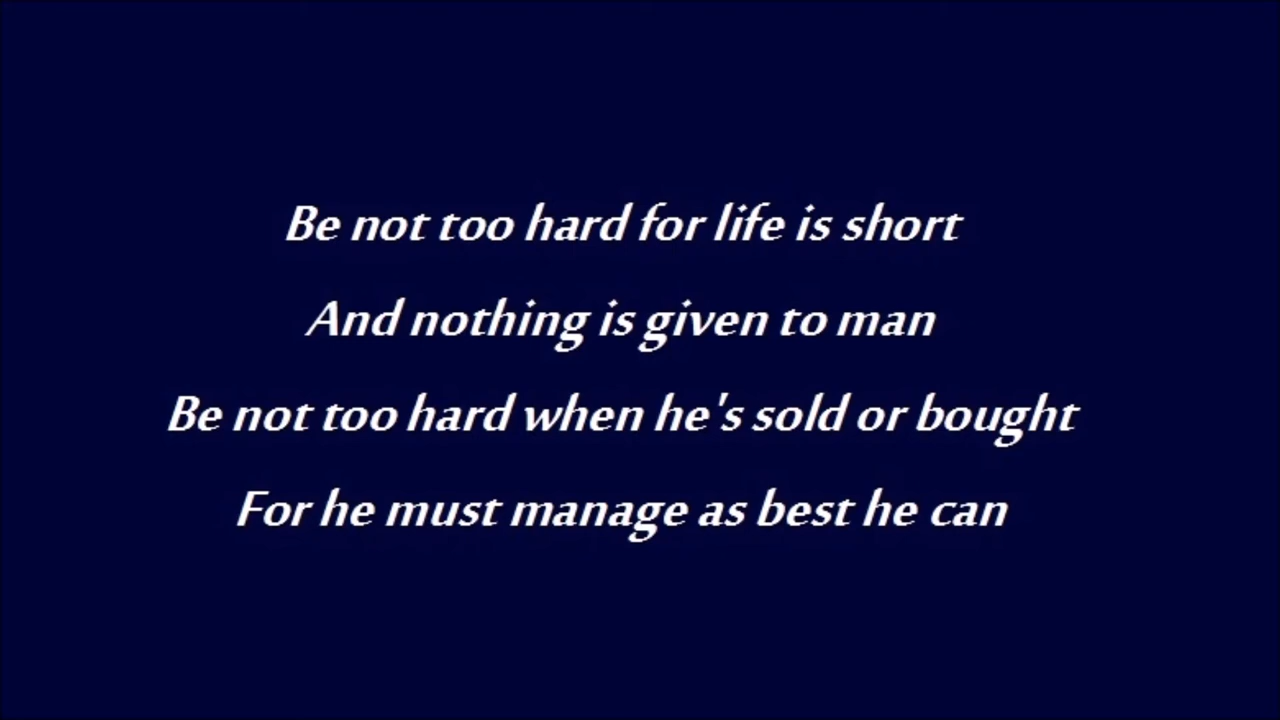 Be not too hard for life is short
And nothing is given to man
Be not too hard when he's sold or bought
For he must manage as best he can